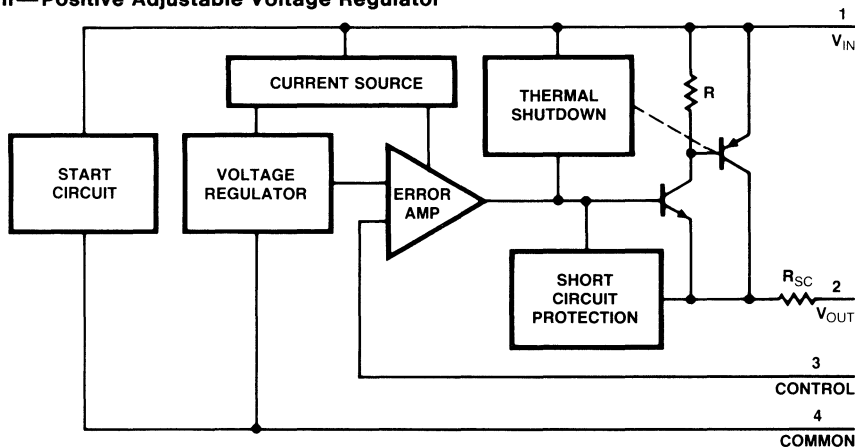 Positive Adjustable Voltage Regulator
1
VIN
CURRENT SOURCE
THERMAL
SHUTDOWN
R
START
CIRCUIT
VOLTAGE
REGULATOR
ERROR
AMP
SHORT
CIRCUIT
PROTECTION
RSC
2
VOUT
3
CONTROL
4
COMMON